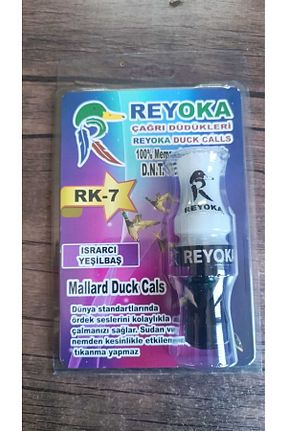 REYOKA
ÇAĞRI DÜDÜKLERİ
REYOKA DUCK CALLS
100%
D.N.T.
RK-7
REYOKA
ISRARCI
YEŞİLBAŞ
REYOKA
Mallard Duck Cals
Dünya standartlarında
ördek seslerini kolaylıkla
çalmanızı sağlar. Sudan ve
nemden kesinlikle etkilen
tıkanma yapmaz